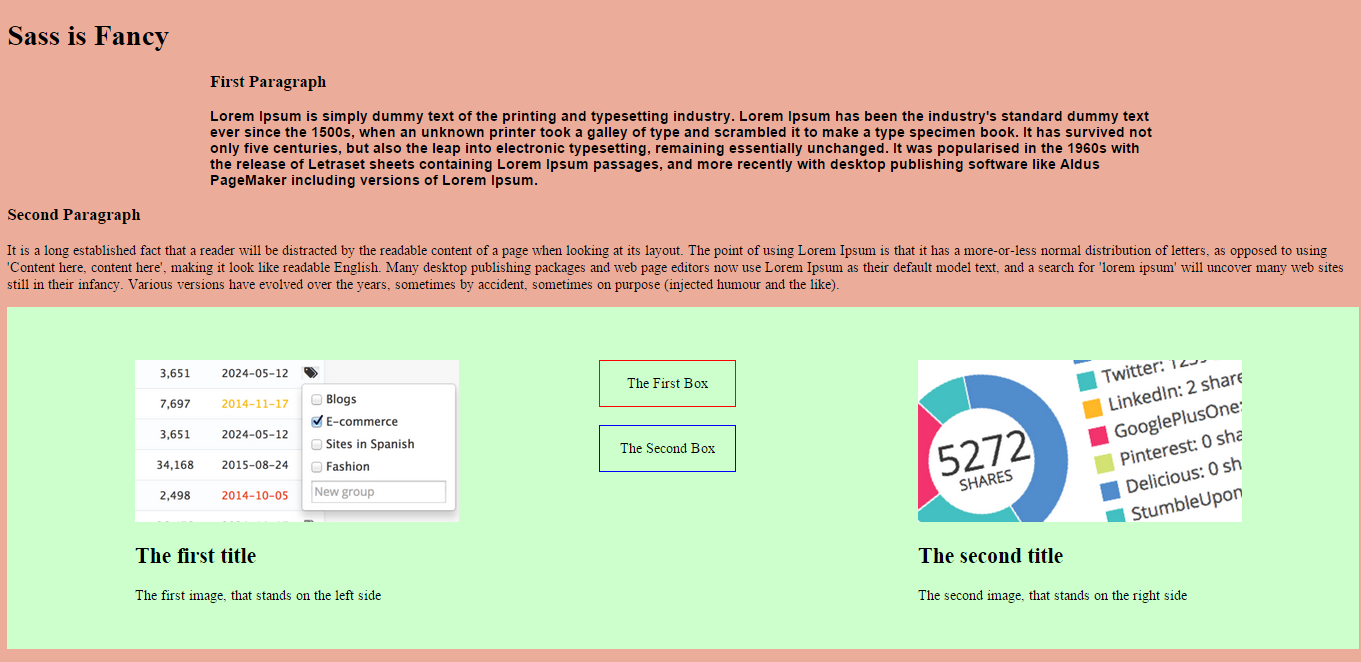 Sass is Fancy
First Paragraph
Lorem Ipsum is simply dummy text of the printing and typesetting industry. Lorem Ipsum has been the industry's standard dummy text
ever since the 1500s, when an unknown printer took a galley of type and scrambled it to make a type specimen book. It has survived not
only five centuries, but also the leap into electronic typesetting, remaining essentially unchanged. It was popularised in the 1960s with
the release of Letraset sheets containing Lorem Ipsum passages, and more recently with desktop publishing software like Aldus
PageMaker including versions of Lorem Ipsum.
Second Paragraph
It is a long established fact that a reader will be distracted by the readable content of a page when looking at its layout. The point of using Lorem Ipsum is that it has a more-or-less normal distribution of letters, as opposed to using
'Content here, content here', making it look like readable English. Many desktop publishing packages and web page editors now use Lorem Ipsum as their default model text, and a search for 'lorem ipsum' will uncover many web sites
still in their infancy. Various versions have evolved over the years, sometimes by accident, sometimes on purpose (injected humour and the like).
3,651 2024-05-12
7,697 2014-11-17
3,651 2024-05-12
34,168 2015-08-24
2,498 2014-10-05
Blogs
E-commerce
Sites in Spanish
Fashion
New group
The first title
The first image, that stands on the left side
The First Box
The Second Box
5272
SHARES
Twitter:
LinkedIn: 2 share
GooglePlusOne:
Pinterest: 0 sha
Delicious: 0 sh
StumbleUpon
The second title
The second image, that stands on the right side